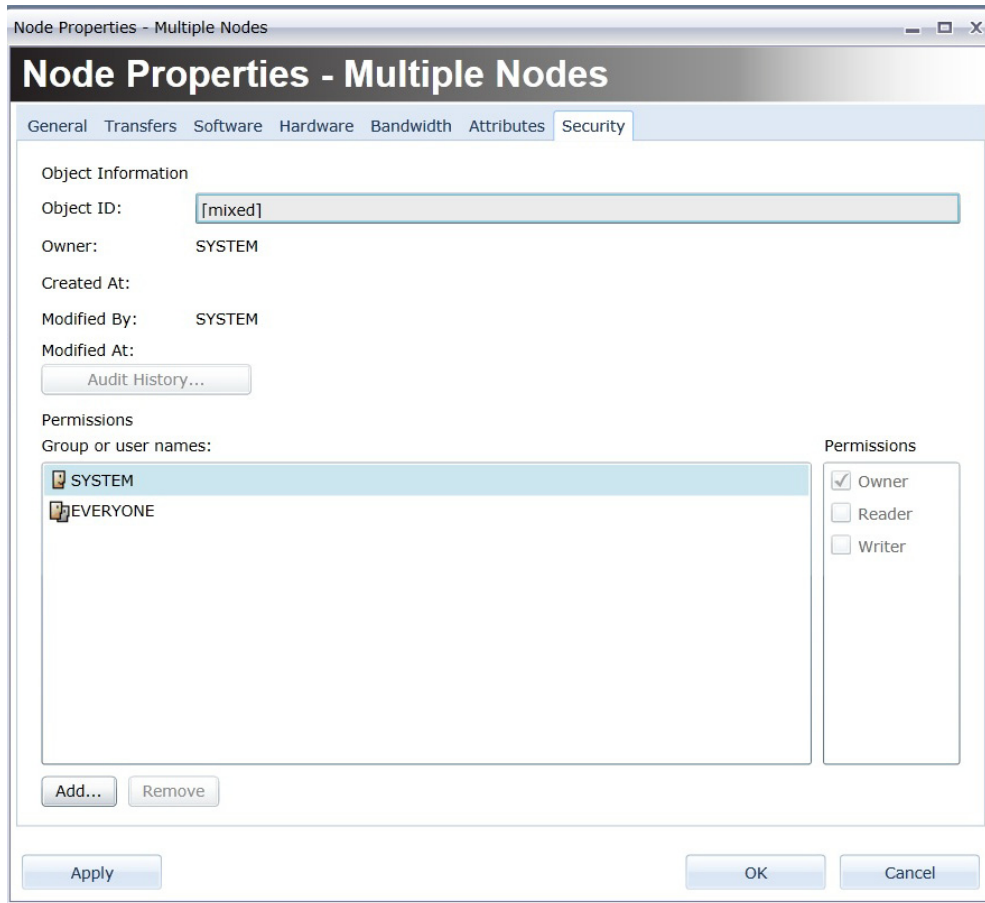 Node Properties - Multiple Nodes
Node Properties - Multiple Nodes
General Transfers Software Hardware Bandwidth Attributes Security
Object Information
Object ID: [mixed]
Owner: SYSTEM
Created At:
Modified By: SYSTEM
Modified At:
Audit History...
Permissions
Group or user names: Permissions
SYSTEM Owner
EVERYONE Reader
Writer
Add... Remove
Apply OK Cancel